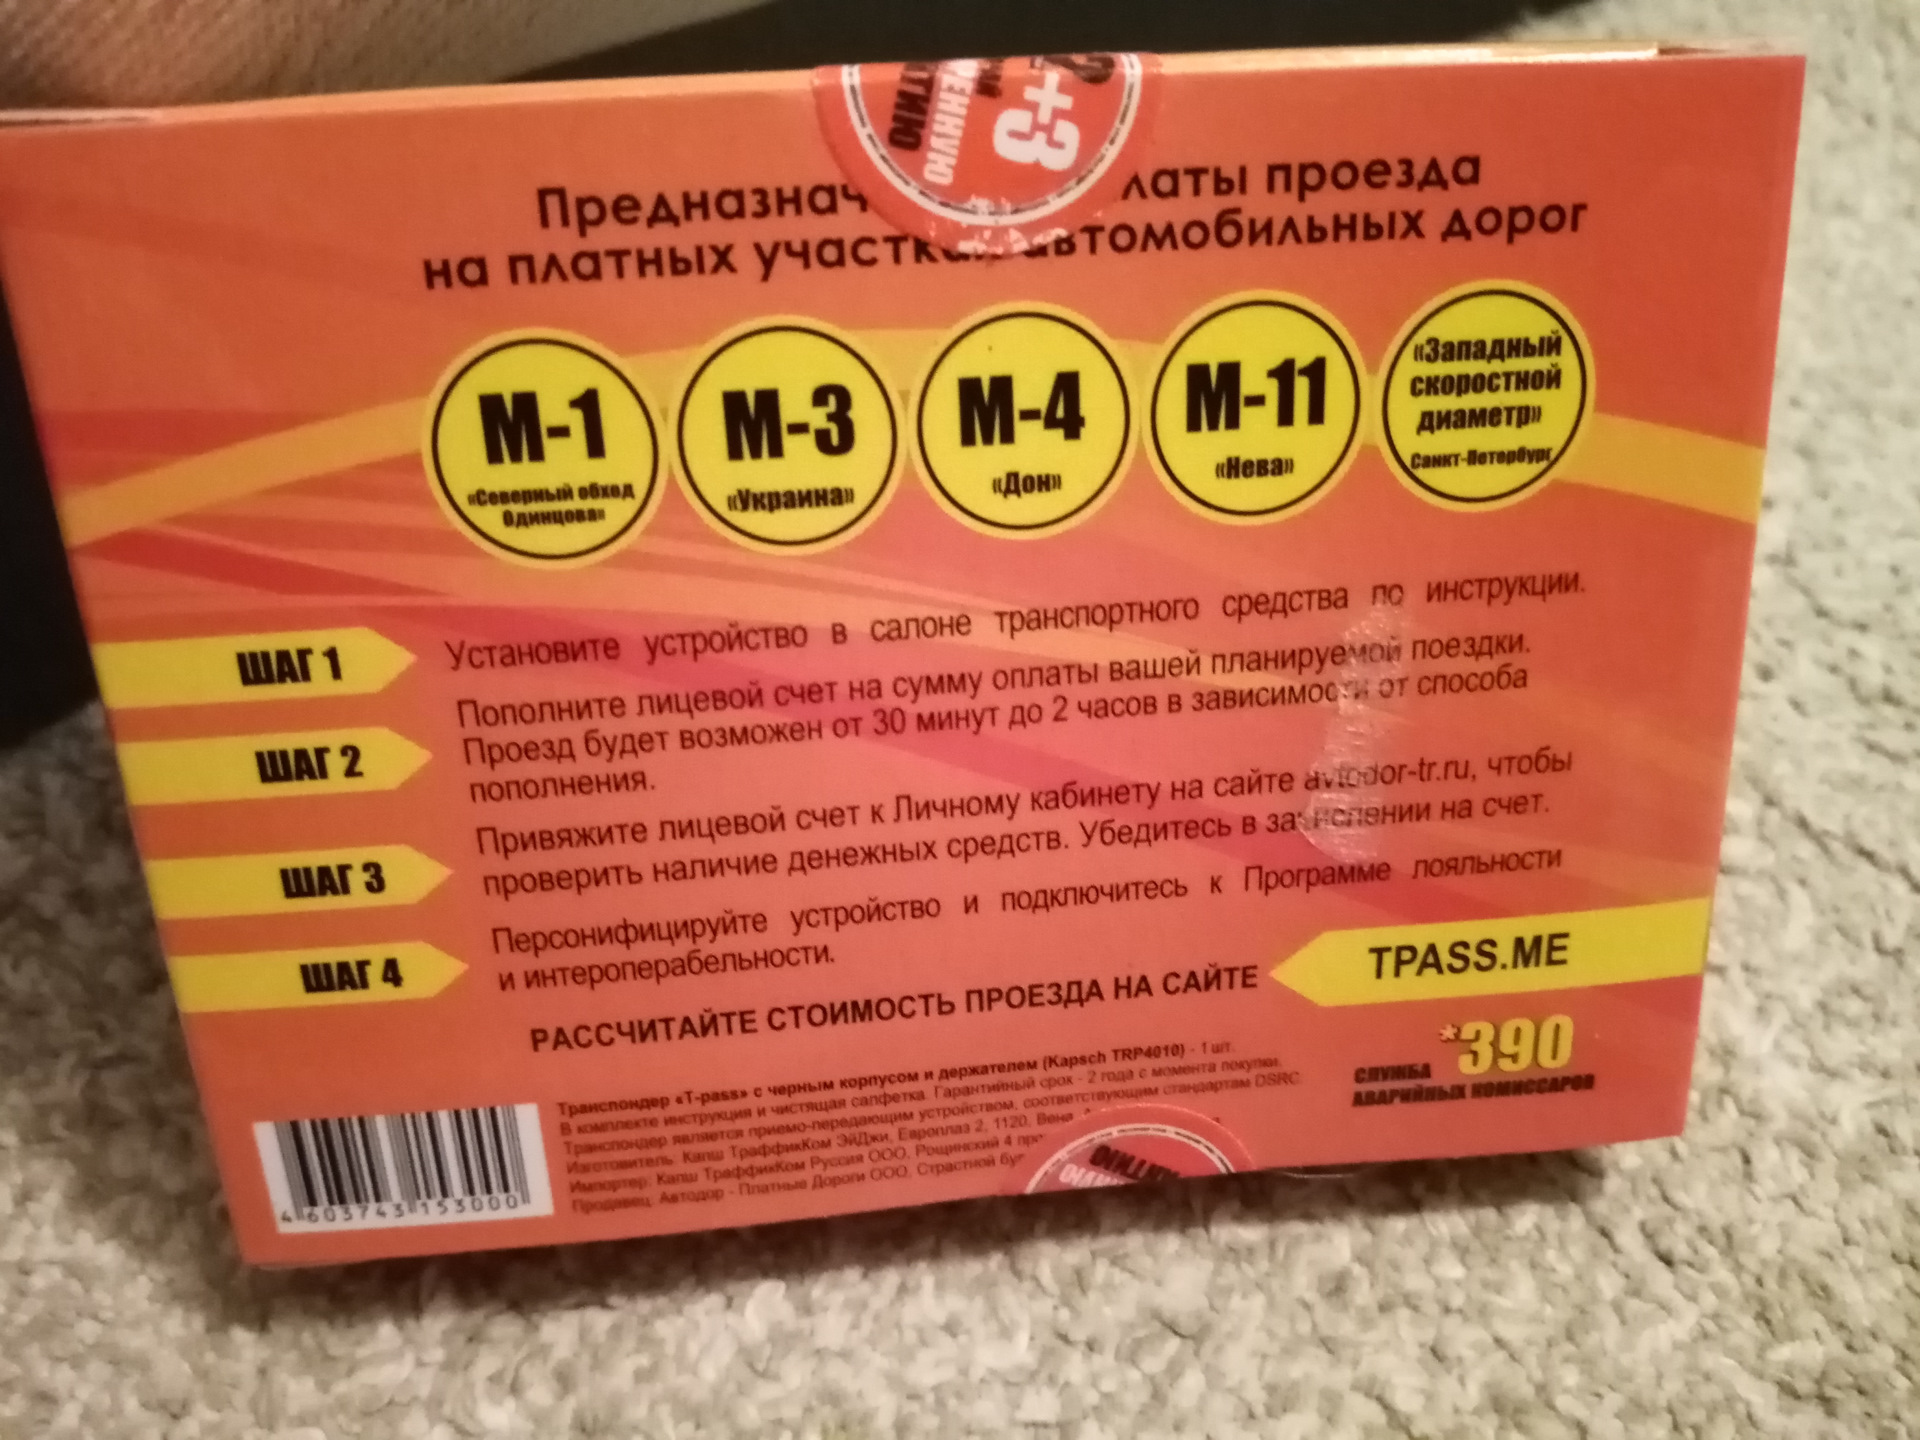 2+3
РЕННУЮ
Предназнач латы проезда
на платных автомобильных дорог
М-1
«Северный обход
Одинцова»
М-3
«Украина»
М-4
«Дон»
М-11
«Нева»
«Западный
скоростной
диаметр»
Санкт-Петербург
ШАГ 1
Установите устройство в салоне транспортного средства по инструкции.
ШАГ 2
Пополните лицевой счет на сумму оплаты вашей планируемой поездки.
Проезд будет возможен от 30 минут до 2 часов в зависимости от способа
пополнения.
ШАГ 3
Привяжите лицевой счет к Личному кабинету на сайте avtodor-tr.ru, чтобы
проверить наличие денежных средств. Убедитесь в зачислении на счет.
ШАГ 4
Персонифицируйте устройство и подключитесь к Программе лояльности
и интероперабельности.
РАССЧИТАЙТЕ СТОИМОСТЬ ПРОЕЗДА НА САЙТЕ
TPASS.ME
*390
СЛУЖБА
АВАРИЙНЫХ КОМИССАРОВ
Транспондер «T-pass» с черным корпусом и держателем (Kapsch TRP4010) - 1 шт.
В комплекте инструкция и чистящая салфетка. Гарантийный срок - 2 года с момента покупки.
Транспондер является приемо-передающим устройством, соответствующим стандартам DSRC.
Изготовитель: Капш ТраффикКом ЭйДжи, Европлаз 2, 1120, Вена
Импортер: Капш ТраффикКом Руссия ООО, Рощинский 4
Продавец: Автодор - Платные Дороги ООО, Страстной
4603743153000